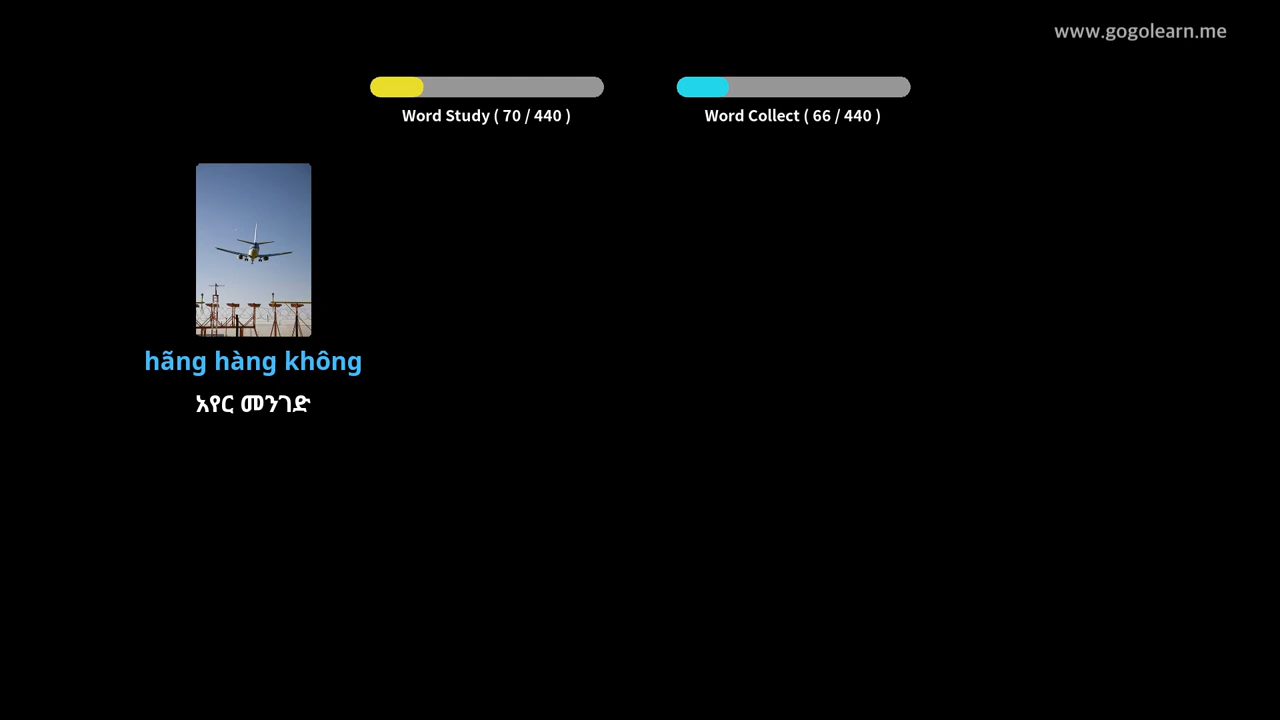 www.gogolearn.me
Word Study ( 70 / 440 )
Word Collect ( 66 / 440 )
hãng hàng không
አየር መንገድ